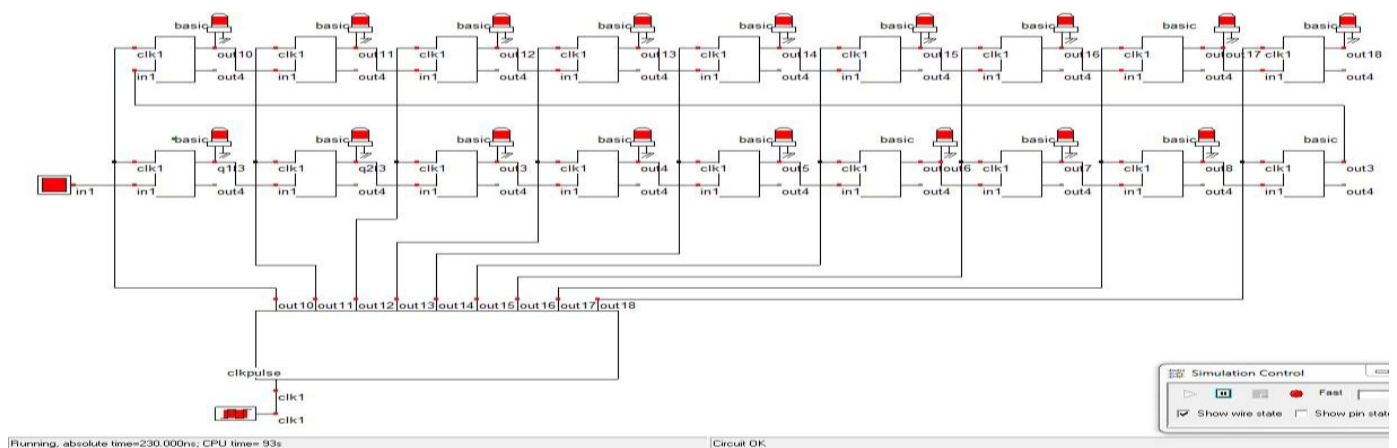 basic basic basic basic basic basic basic basic basic
clk1 out10 clk1 out11 clk1 out12 clk1 out13 clk1 out14 clk1 out15 clk1 out16 clk1 out17 clk1 out18
in1 out4 in1 out4 in1 out4 in1 out4 in1 out4 in1 out4 in1 out4 in1 out4 in1 out4
basic basic basic basic basic basic basic basic basic
clk1 clk1 clk1 out3 clk1 out4 clk1 out5 clk1 out6 clk1 out7 clk1 out8 clk1 out3
in1 in1 out4 in1 out4 in1 out4 in1 out4 in1 out4 in1 out4 in1 out4 in1 out4 in1 out4
out10 out11 out12 out13 out14 out15 out16 out17 out18
clkpulse
clk1
clk1
Simulation Control
Fast
Show wire state Show pin state
Running, absolute time=230.000ns; CPU time= 93s Circuit OK